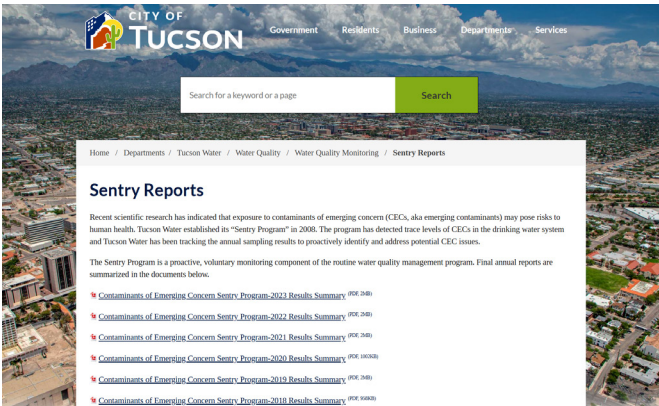 CITY OF
TUCSON
Government Residents Business Departments Services
Search for a keyword or a page Search
Home / Departments / Tucson Water / Water Quality / Water Quality Monitoring / Sentry Reports
Sentry Reports
Recent scientific research has indicated that exposure to contaminants of emerging concern (CECs, aka emerging contaminants) may pose risks to
human health. Tucson Water established its “Sentry Program” in 2008. The program has detected trace levels of CECs in the drinking water system
and Tucson Water has been tracking the annual sampling results to proactively identify and address potential CEC issues.
The Sentry Program is a proactive, voluntary monitoring component of the routine water quality management program. Final annual reports are
summarized in the documents below.
Contaminants of Emerging Concern Sentry Program-2023 Results Summary (PDF, 2MB)
Contaminants of Emerging Concern Sentry Program-2022 Results Summary (PDF, 2MB)
Contaminants of Emerging Concern Sentry Program-2021 Results Summary (PDF, 2MB)
Contaminants of Emerging Concern Sentry Program-2020 Results Summary (PDF, 1003KB)
Contaminants of Emerging Concern Sentry Program-2019 Results Summary (PDF, 2MB)
Contaminants of Emerging Concern Sentry Program-2018 Results Summary (PDF, 958KB)